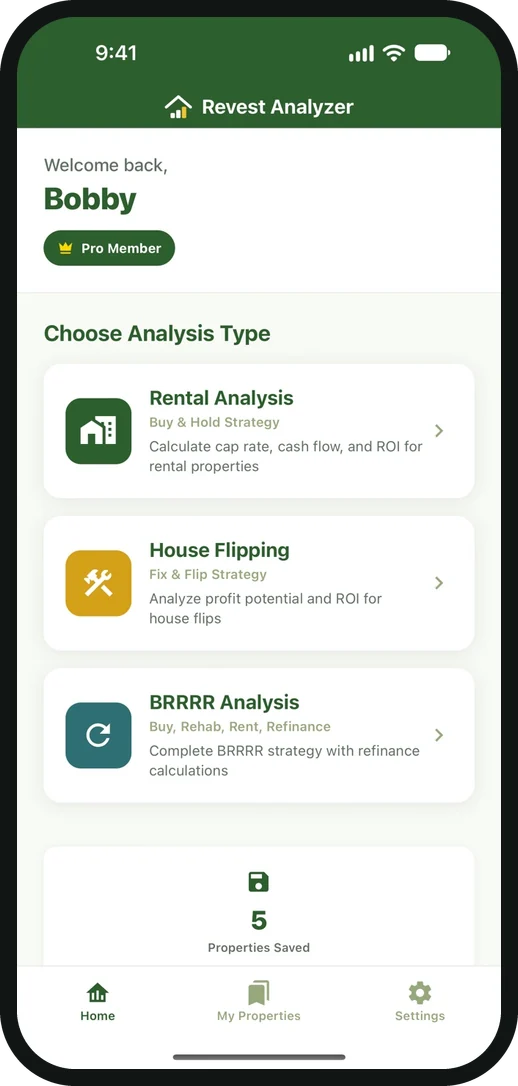 9:41
Revest Analyzer
Welcome back,
Bobby
Pro Member
Choose Analysis Type
Rental Analysis
Buy & Hold Strategy
Calculate cap rate, cash flow, and ROI for
rental properties
House Flipping
Fix & Flip Strategy
Analyze profit potential and ROI for
house flips
BRRRR Analysis
Buy, Rehab, Rent, Refinance
Complete BRRRR strategy with refinance
calculations
5
Properties Saved
Home
My Properties
Settings